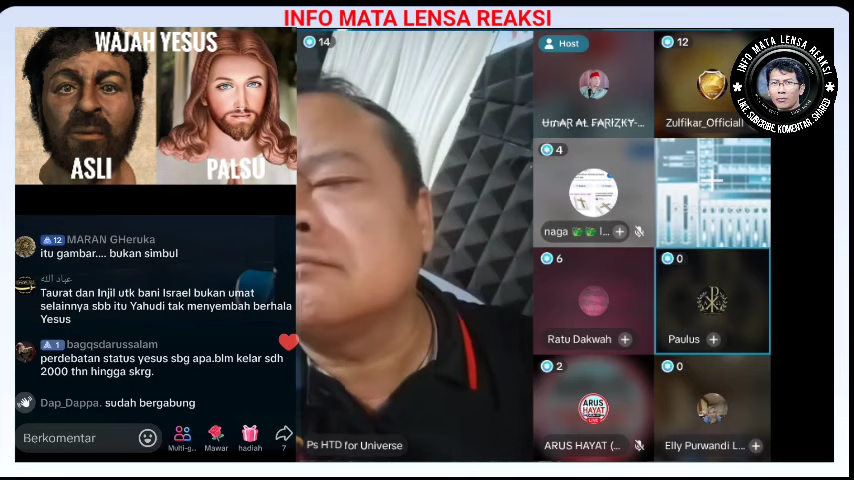 INFO MATA LENSA REAKSI
WAJAH YESUS
ASLI
PALSU
14
Host
12
INFO MATA LENSA REAKSI
LIKE SUBCRIBE KOMENTAR SHARED
UmAR AL FARIZKY-...
Zulfikar_Official
4
naga 🐲🐲 l...
12 MARAN GHeruka
itu gambar.... bukan simbul
عباد الله
Taurat dan Injil utk bani Israel bukan umat
selainnya sbb itu Yahudi tak menyembah berhala
Yesus
1 bagqsdarussalam
perdebatan status yesus sbg apa.blm kelar sdh
2000 thn hingga skrg.
Dap_Dappa. sudah bergabung
6
0
Ratu Dakwah
Paulus
2
0
ARUS
HAYAT
LIVE
ARUS HAYAT (...
Elly Purwandi L...
Ps HTD for Universe
Berkomentar
Multi-g...
Mawar
hadiah
7